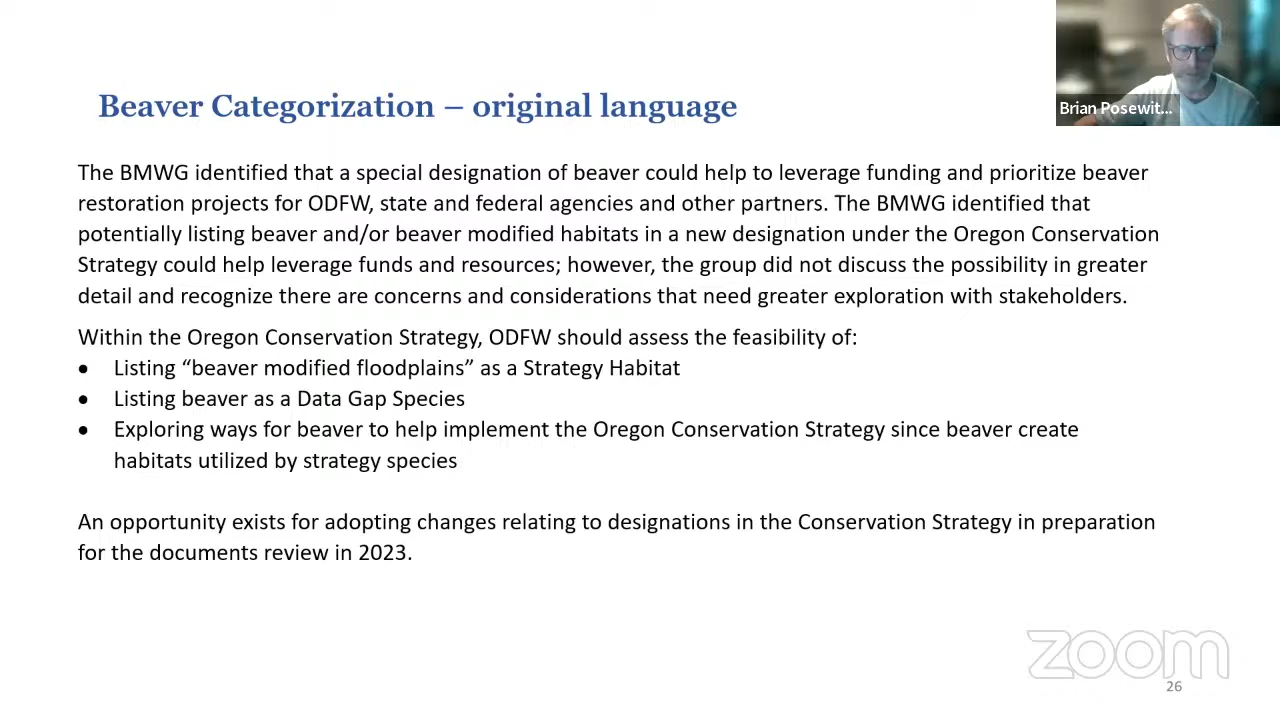 Beaver Categorization – original language
Brian Posewit...
The BMWG identified that a special designation of beaver could help to leverage funding and prioritize beaver
restoration projects for ODFW, state and federal agencies and other partners. The BMWG identified that
potentially listing beaver and/or beaver modified habitats in a new designation under the Oregon Conservation
Strategy could help leverage funds and resources; however, the group did not discuss the possibility in greater
detail and recognize there are concerns and considerations that need greater exploration with stakeholders.
Within the Oregon Conservation Strategy, ODFW should assess the feasibility of:
• Listing “beaver modified floodplains” as a Strategy Habitat
• Listing beaver as a Data Gap Species
• Exploring ways for beaver to help implement the Oregon Conservation Strategy since beaver create
habitats utilized by strategy species
An opportunity exists for adopting changes relating to designations in the Conservation Strategy in preparation
for the documents review in 2023.
zoom
26